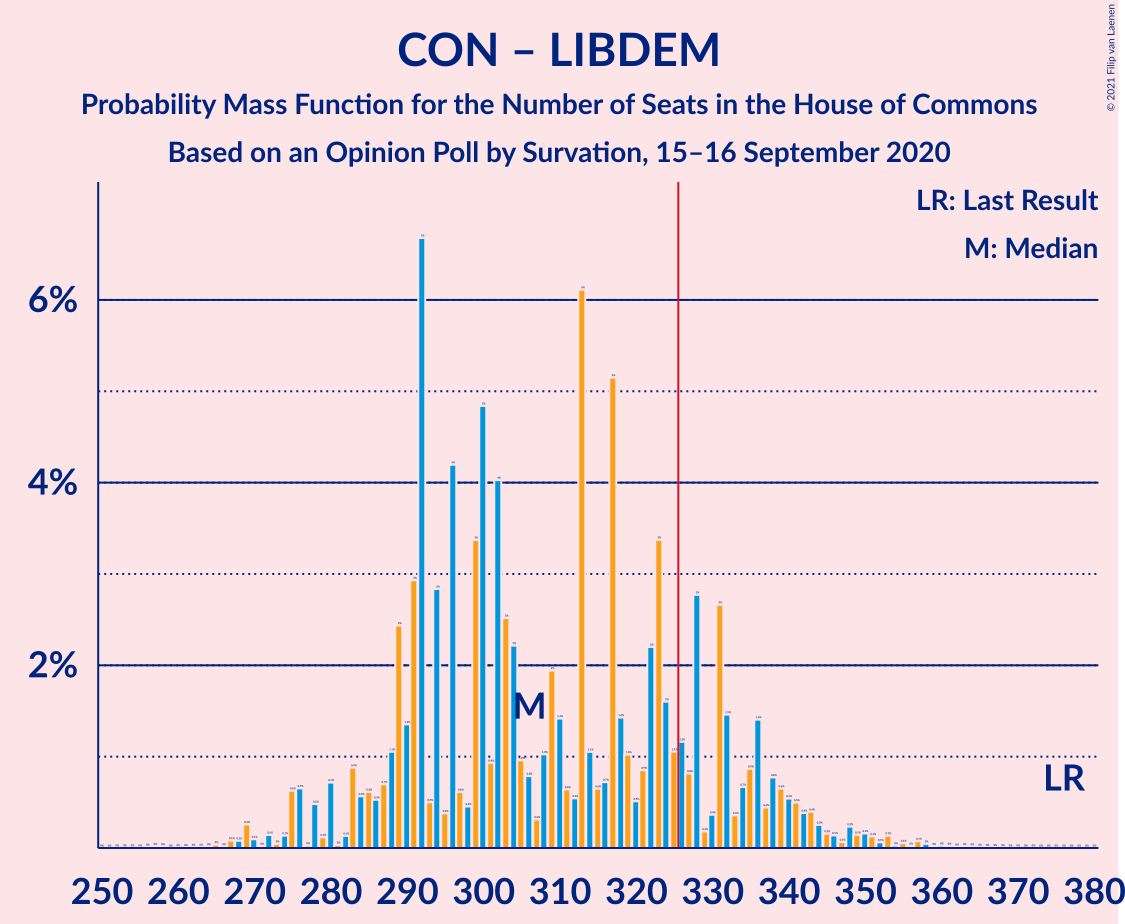 CON – LIBDEM
Probability Mass Function for the Number of Seats in the House of Commons
Based on an Opinion Poll by Survation, 15–16 September 2020
© 2021 Filip van Laenen
LR: Last Result
M: Median
6%
4%
2%
M
LR
250 260 270 280 290 300 310 320 330 340 350 360 370 380